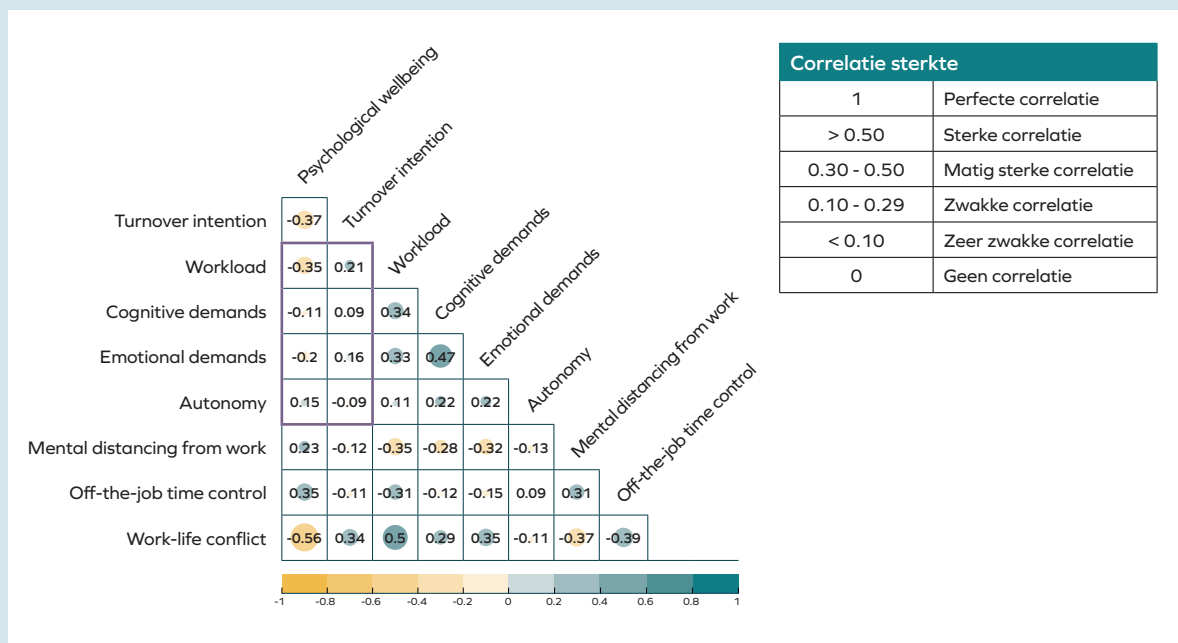 Psychological wellbeing
Turnover intention
Workload
Cognitive demands
Emotional demands
Autonomy
Mental distancing from work
Off-the-job time control
Turnover intention -0.37
Workload -0.35 0.21
Cognitive demands -0.11 0.09 0.34
Emotional demands -0.2 0.16 0.33 0.47
Autonomy 0.15 -0.09 0.11 0.22 0.22
Mental distancing from work 0.23 -0.12 -0.35 -0.28 -0.32 -0.13
Off-the-job time control 0.35 -0.11 -0.31 -0.12 -0.15 0.09 0.31
Work-life conflict -0.56 0.34 0.5 0.29 0.35 -0.11 -0.37 -0.39
-1 -0.8 -0.6 -0.4 -0.2 0 0.2 0.4 0.6 0.8 1
Correlatie sterkte
1 Perfecte correlatie
> 0.50 Sterke correlatie
0.30 - 0.50 Matig sterke correlatie
0.10 - 0.29 Zwakke correlatie
< 0.10 Zeer zwakke correlatie
0 Geen correlatie